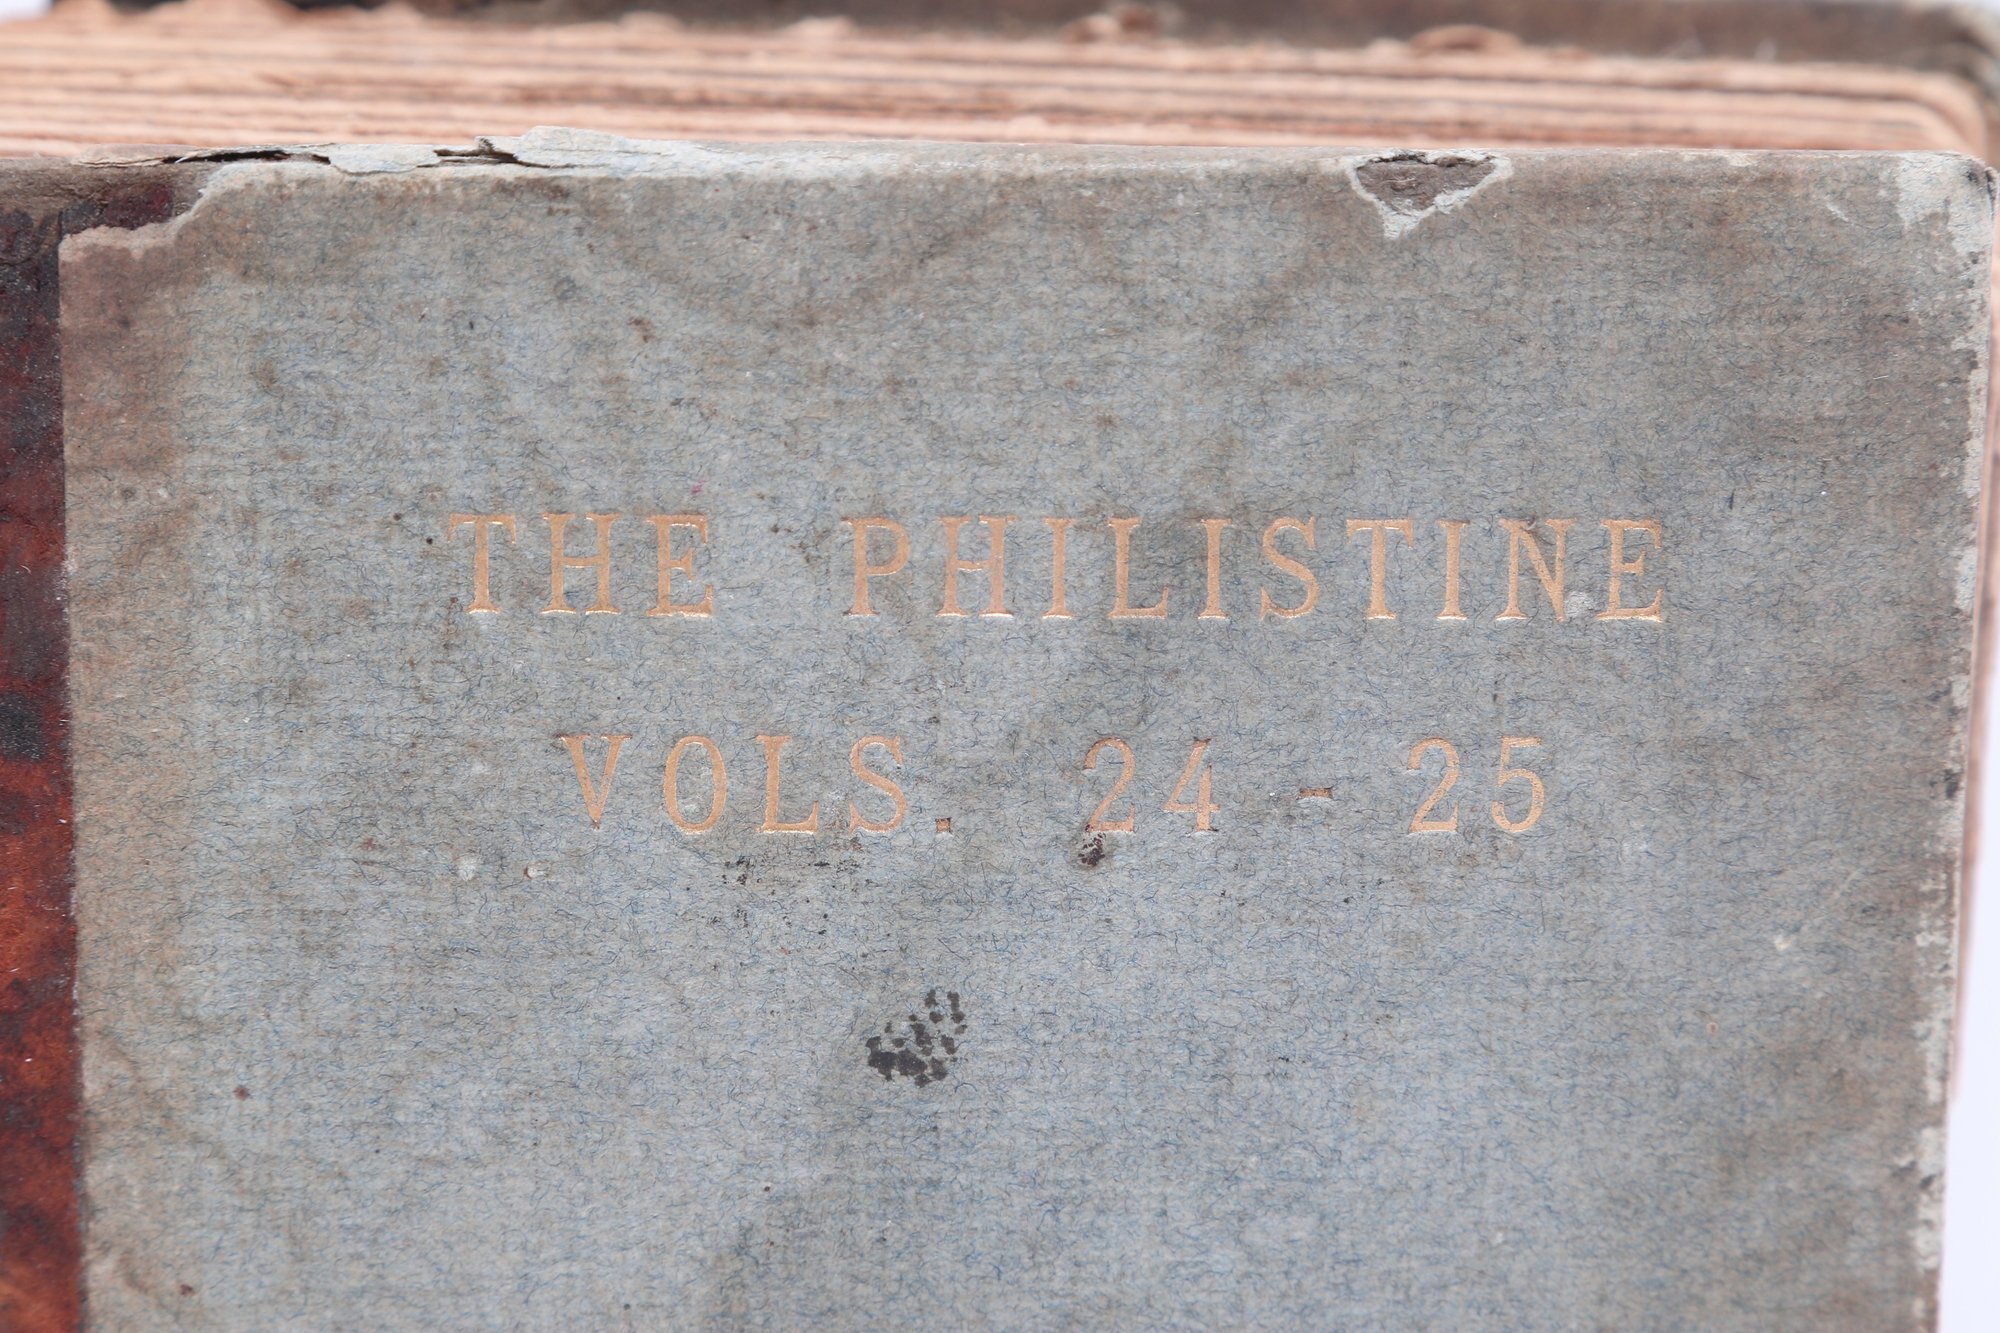 THE PHILISTINE
VOLS. 24 - 25